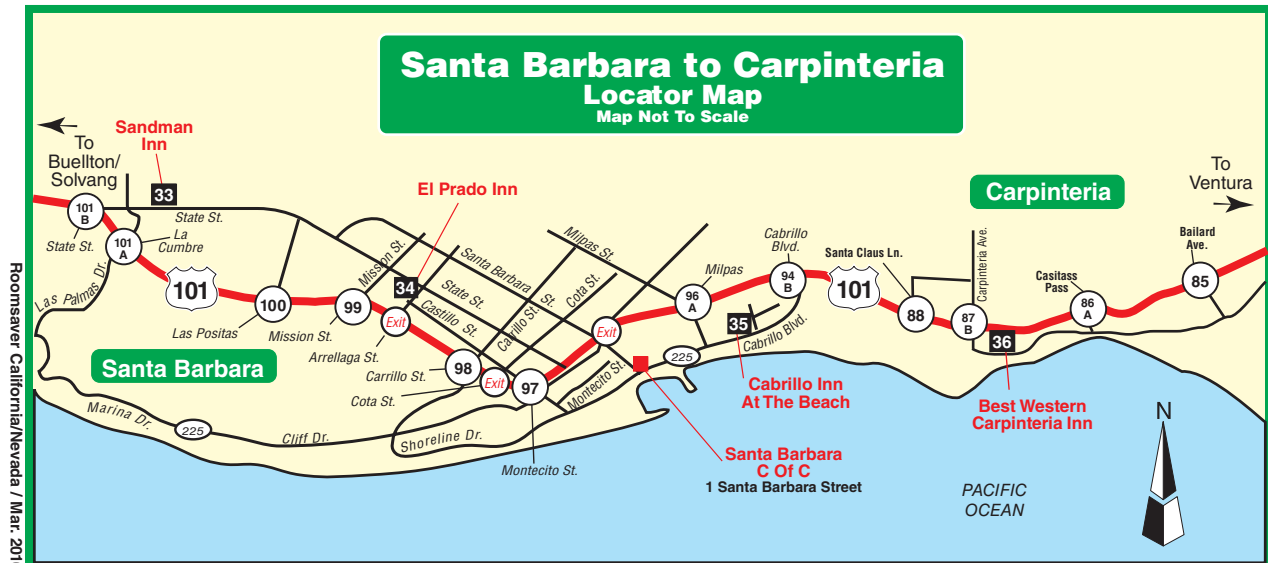 Santa Barbara to Carpinteria
Locator Map
Map Not To Scale
To
Buellton/
Solvang
Sandman
Inn
33
El Prado Inn
Carpinteria
To
Ventura
101
B
State St.
State St.
101
A
La
Cumbre
Las Palmas Dr.
101
100
Las Positas
99
Mission St.
Mission St.
34
Exit
Arrellaga St.
Santa Barbara St.
State St.
Castillo St.
Cabrillo St.
Cota St.
Milpas St.
98
Carrillo St.
Exit
Cota St.
97
Montecito St.
Exit
Montecito St.
96
A
Milpas
Cabrillo
Blvd.
94
B
101
35
Cabrillo Blvd.
225
Santa Claus Ln.
88
Carpinteria Ave.
87
B
36
Casitass
Pass
86
A
Bailard
Ave.
85
Santa Barbara
Marina Dr.
225
Cliff Dr.
Shoreline Dr.
Cabrillo Inn
At The Beach
Best Western
Carpinteria Inn
Santa Barbara
C Of C
1 Santa Barbara Street
PACIFIC
OCEAN
N
Roomsaver California/Nevada / Mar.